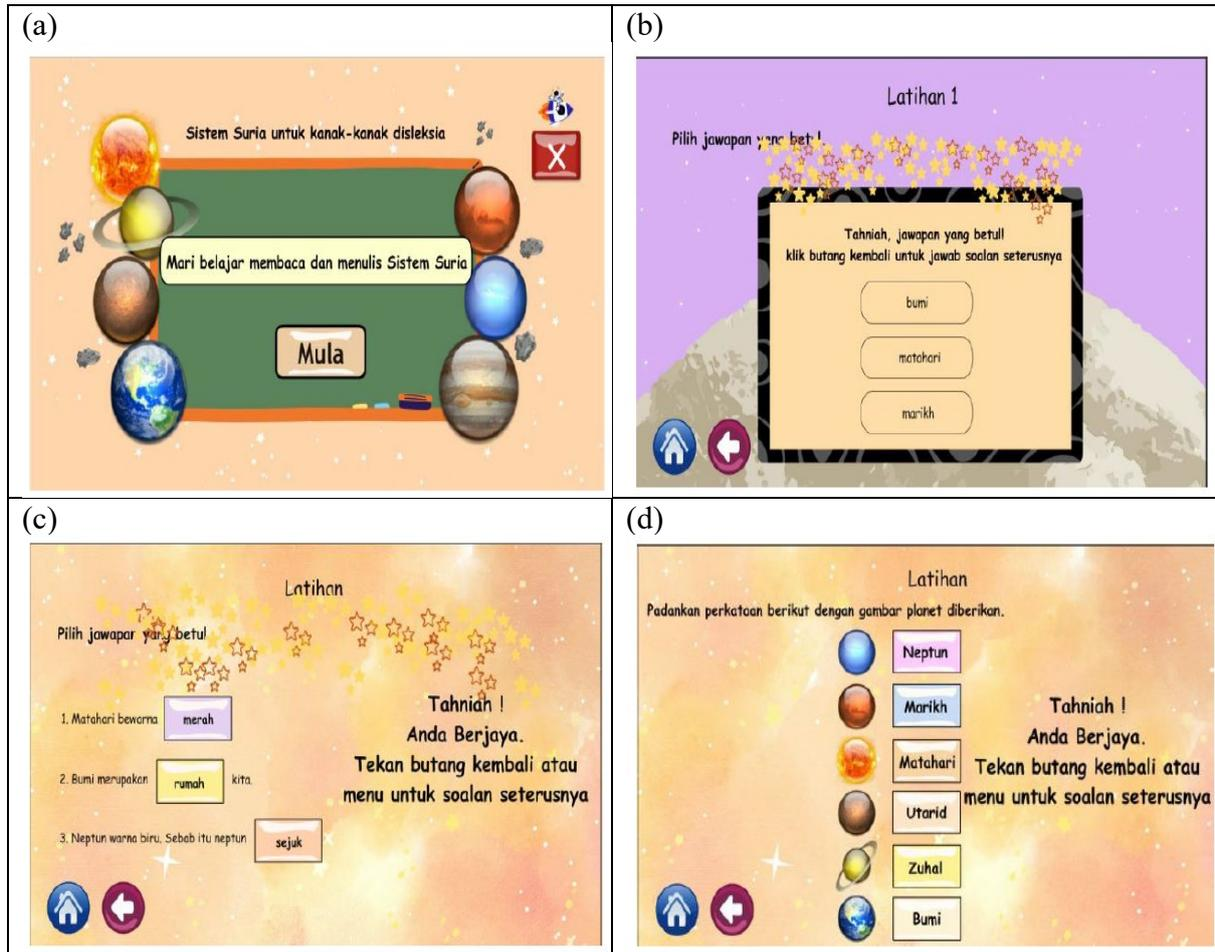 (a)
Sistem Suria untuk kanak-kanak disleksia
X
Mari belajar membaca dan menulis Sistem Suria
Mula
(b)
Latihan 1
Pilih jawapan yang betul
Tahniah, jawapan yang betul!
klik butang kembali untuk jawab soalan seterusnya
bumi
matahari
marikh
(c)
Latihan
Pilih jawapan yang betul
1. Matahari bewarna merah
2. Bumi merupakan rumah kita.
3. Neptun warna biru. Sebab itu neptun sejuk
Tahniah !
Anda Berjaya.
Tekan butang kembali atau
menu untuk soalan seterusnya
(d)
Latihan
Padankan perkataan berikut dengan gambar planet diberikan.
Neptun
Marikh
Matahari
Utarid
Zuhal
Bumi
Tahniah !
Anda Berjaya.
Tekan butang kembali atau
menu untuk soalan seterusnya